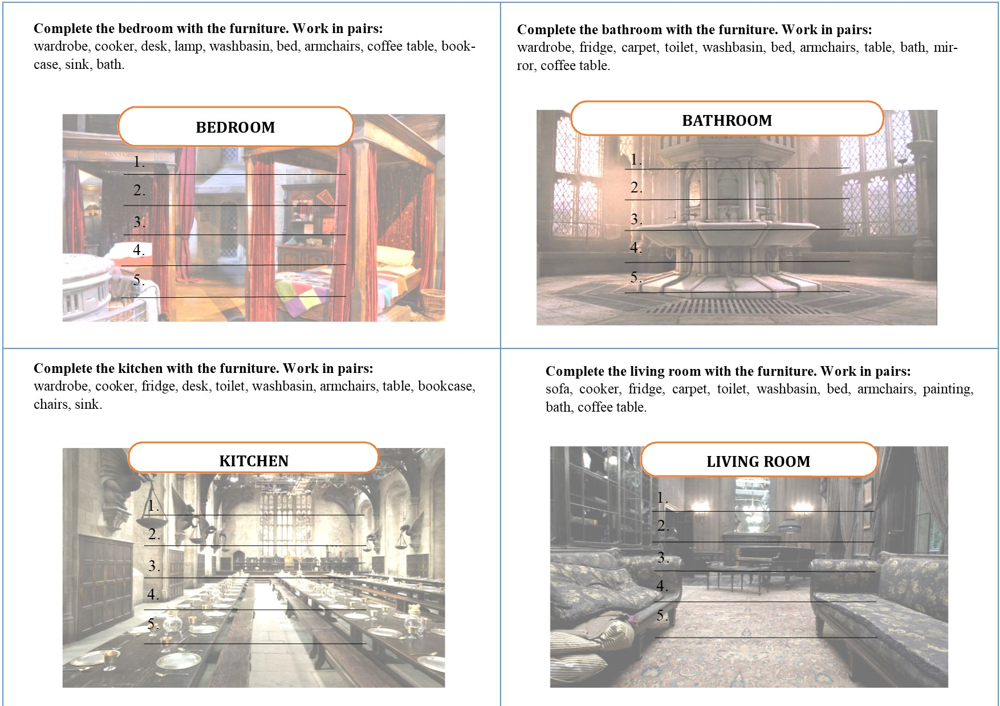 Complete the bedroom with the furniture. Work in pairs:
wardrobe, cooker, desk, lamp, washbasin, bed, armchairs, coffee table, book-
case, sink, bath.
BEDROOM
1.
2.
3.
4.
5.
Complete the bathroom with the furniture. Work in pairs:
wardrobe, fridge, carpet, toilet, washbasin, bed, armchairs, table, bath, mir-
ror, coffee table.
BATHROOM
1.
2.
3.
4.
5.
Complete the kitchen with the furniture. Work in pairs:
wardrobe, cooker, fridge, desk, toilet, washbasin, armchairs, table, bookcase,
chairs, sink.
KITCHEN
1.
2.
3.
4.
5.
Complete the living room with the furniture. Work in pairs:
sofa, cooker, fridge, carpet, toilet, washbasin, bed, armchairs, painting,
bath, coffee table.
LIVING ROOM
1.
2.
3.
4.
5.